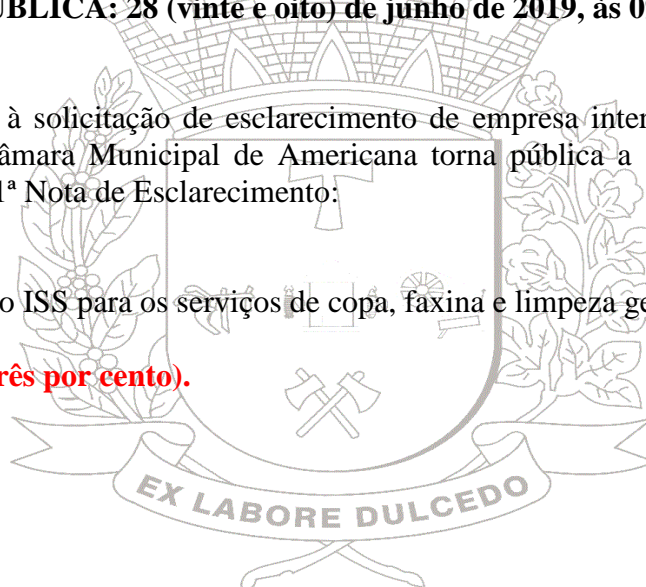 ÚBLICA: 28 (vinte e oito) de junho de 2019, às 0
à solicitação de esclarecimento de empresa inter
âmara Municipal de Americana torna pública a
1ª Nota de Esclarecimento:
o ISS para os serviços de copa, faxina e limpeza ge
rês por cento).
EX LABORE DULCEDO